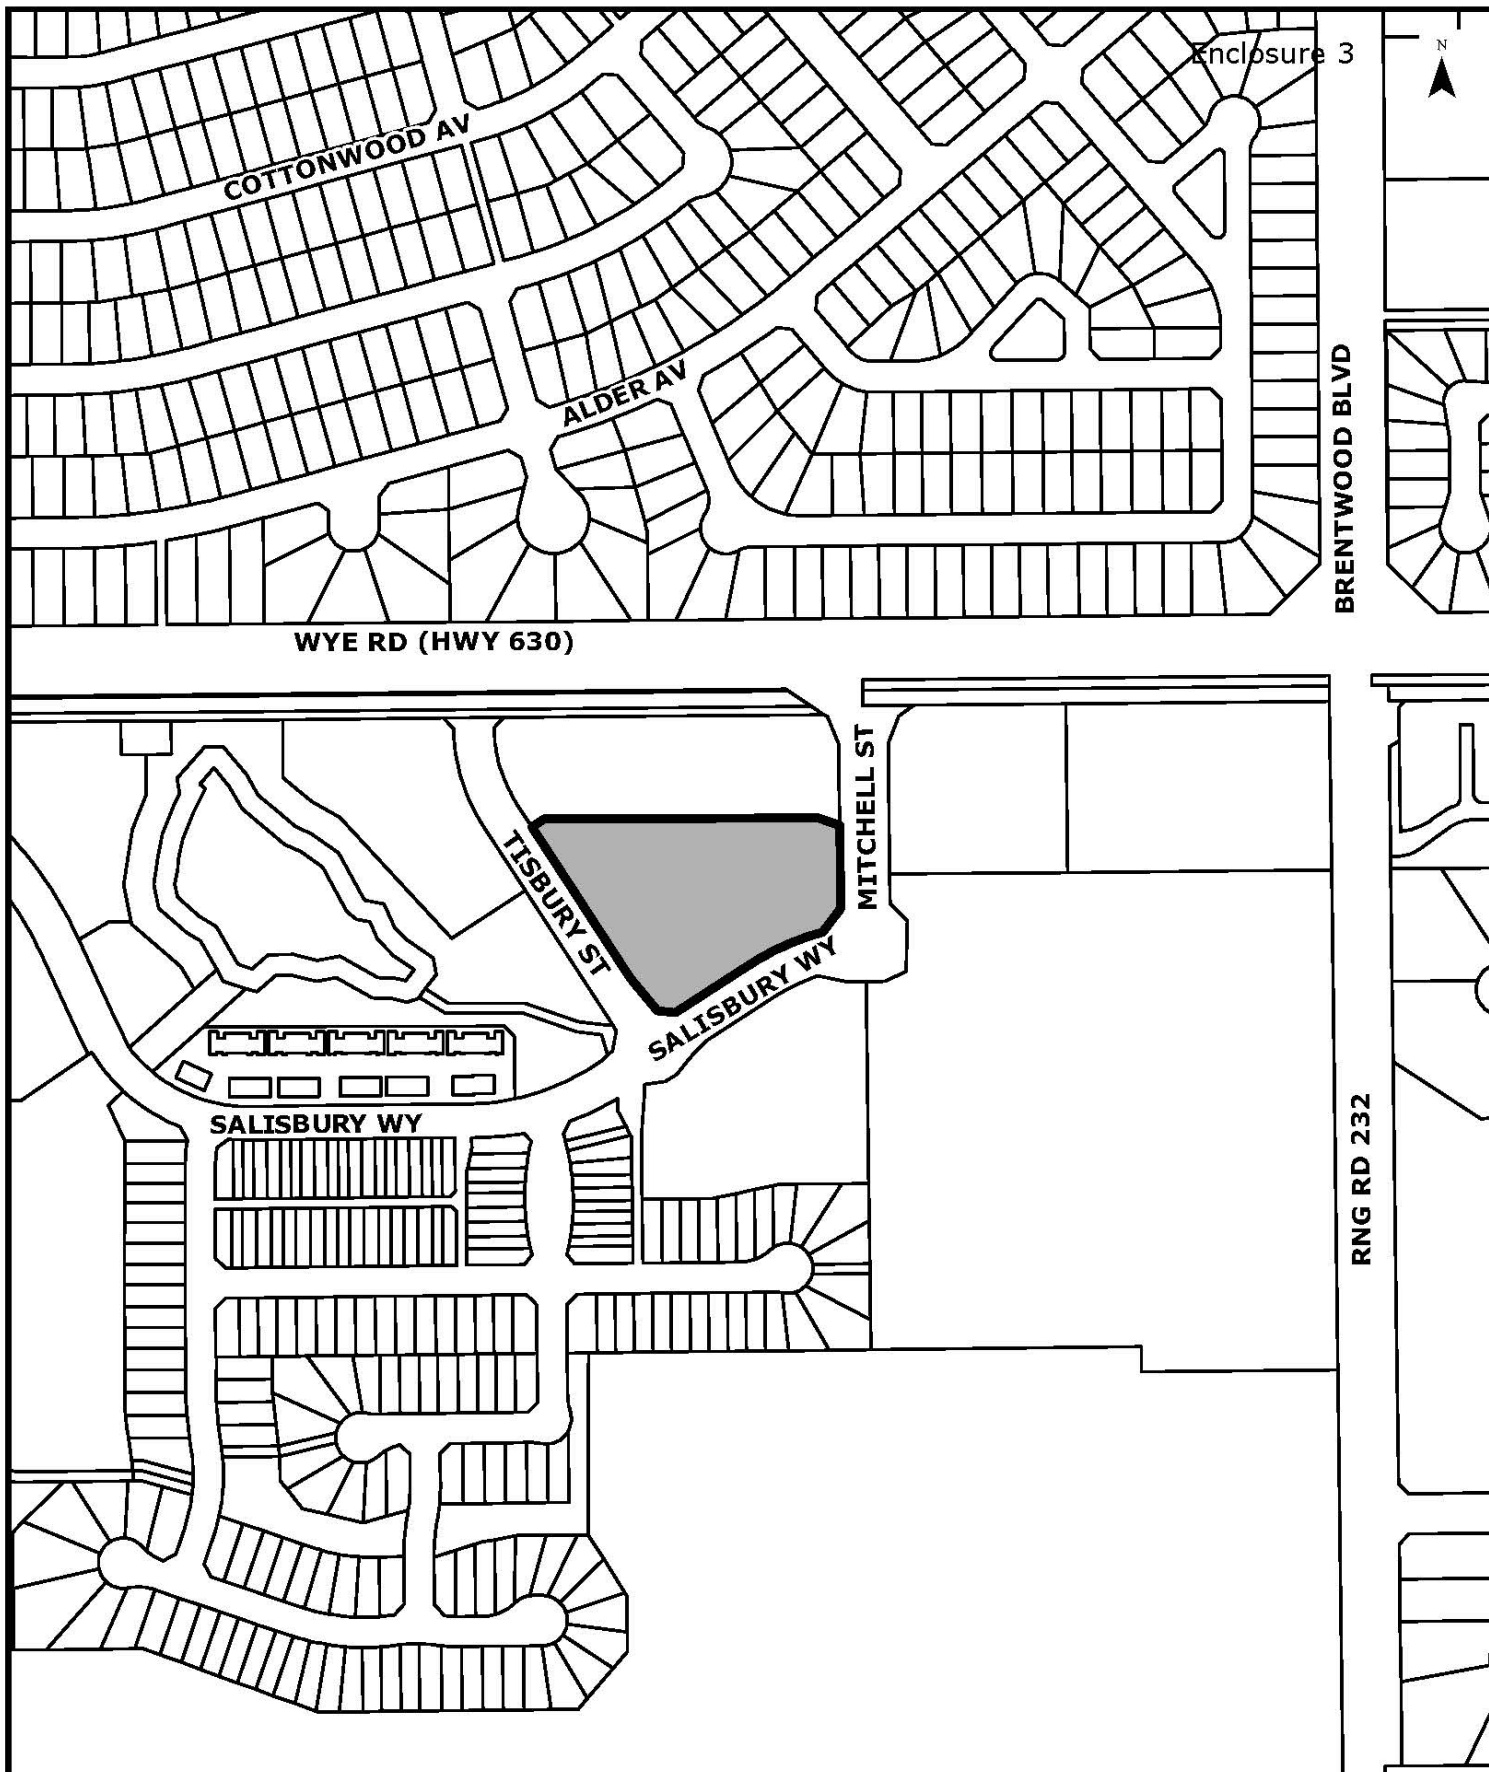 Enclosure 3
N
COTTONWOOD AV
ALDER AV
BRENTWOOD BLVD
WYE RD (HWY 630)
MITCHELL ST
TISBURY ST
SALISBURY WY
SALISBURY WY
RNG RD 232